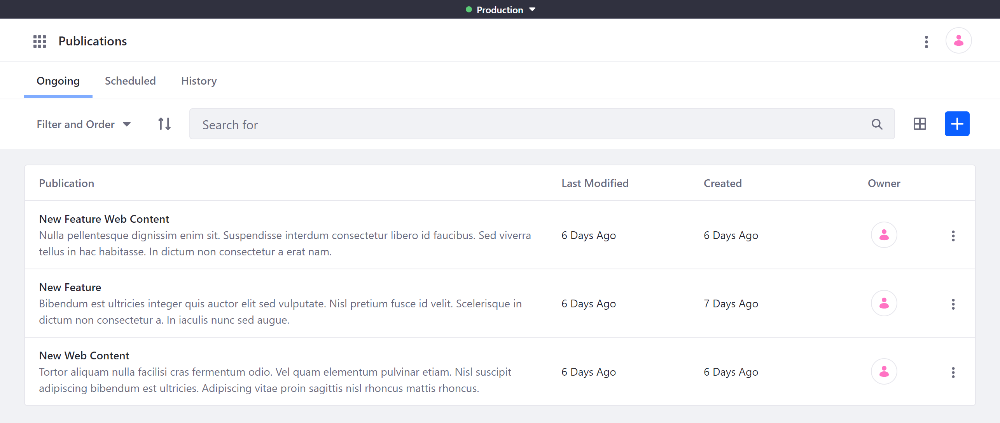 Production
Publications
Ongoing
Scheduled
History
Filter and Order
Search for
Publication
Last Modified
Created
Owner
New Feature Web Content
Nulla pellentesque dignissim enim sit. Suspendisse interdum consectetur libero id faucibus. Sed viverra
tellus in hac habitasse. In dictum non consectetur a erat nam.
6 Days Ago
6 Days Ago
New Feature
Bibendum est ultricies integer quis auctor elit sed vulputate. Nisl pretium fusce id velit. Scelerisque in
dictum non consectetur a. In iaculis nunc sed augue.
6 Days Ago
7 Days Ago
New Web Content
Tortor aliquam nulla facilisi cras fermentum odio. Vel quam elementum pulvinar etiam. Nisl suscipit
adipiscing bibendum est ultricies. Adipiscing vitae proin sagittis nisl rhoncus mattis rhoncus.
6 Days Ago
6 Days Ago